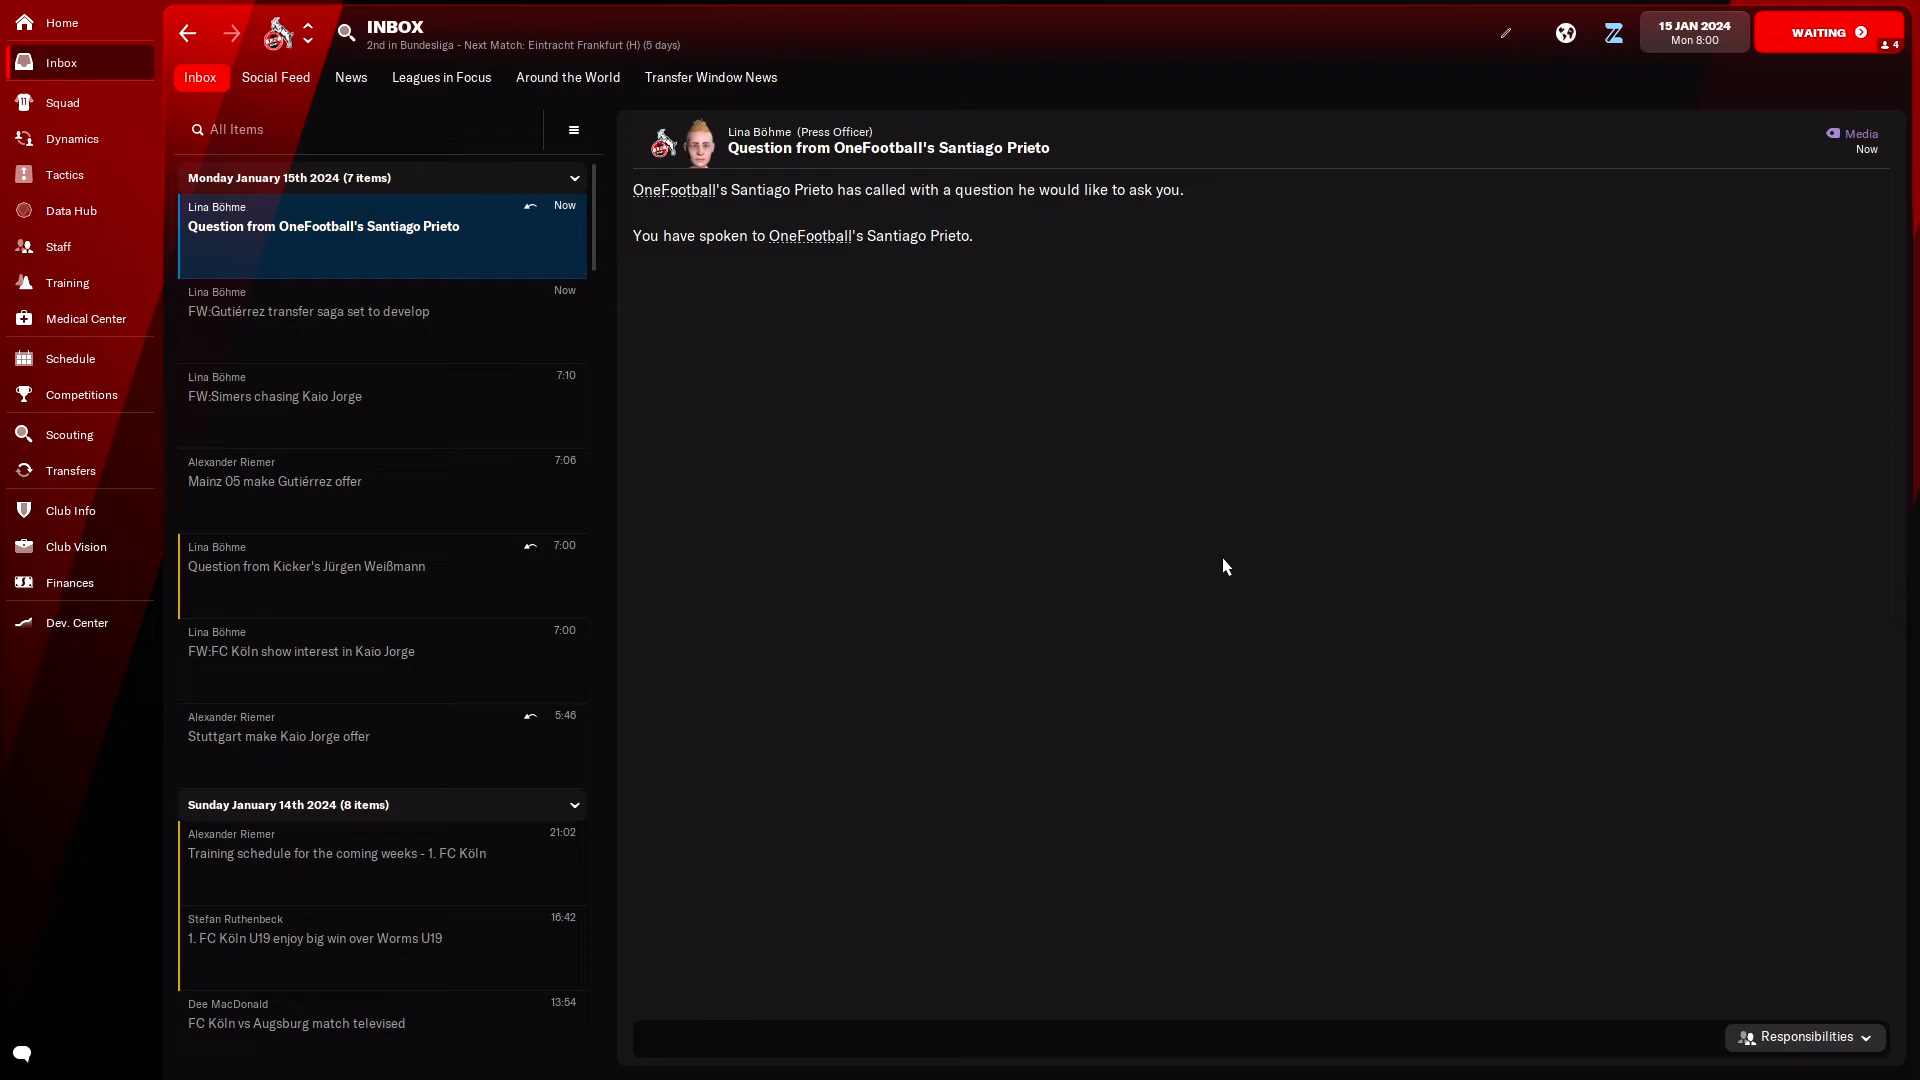 Home
Inbox
Squad
Dynamics
Tactics
Data Hub
Staff
Training
Medical Center
Schedule
Competitions
Scouting
Transfers
Club Info
Club Vision
Finances
Dev. Center
INBOX
2nd in Bundesliga - Next Match: Eintracht Frankfurt (H) (5 days)
15 JAN 2024
Mon 8:00
WAITING
4
Inbox
Social Feed
News
Leagues in Focus
Around the World
Transfer Window News
All Items
Monday January 15th 2024 (7 items)
Lina Böhme
Now
Question from OneFootball's Santiago Prieto
Lina Böhme
Now
FW:Gutiérrez transfer saga set to develop
Lina Böhme
7:10
FW:Simers chasing Kaio Jorge
Alexander Riemer
7:06
Mainz 05 make Gutiérrez offer
Lina Böhme
7:00
Question from Kicker's Jürgen Weißmann
Lina Böhme
7:00
FW:FC Köln show interest in Kaio Jorge
Alexander Riemer
5:46
Stuttgart make Kaio Jorge offer
Sunday January 14th 2024 (8 items)
Alexander Riemer
21:02
Training schedule for the coming weeks - 1. FC Köln
Stefan Ruthenbeck
16:42
1. FC Köln U19 enjoy big win over Worms U19
Dee MacDonald
13:54
FC Köln vs Augsburg match televised
Lina Böhme (Press Officer)
Question from OneFootball's Santiago Prieto
Media
Now
OneFootball's Santiago Prieto has called with a question he would like to ask you.
You have spoken to OneFootball's Santiago Prieto.
Responsibilities